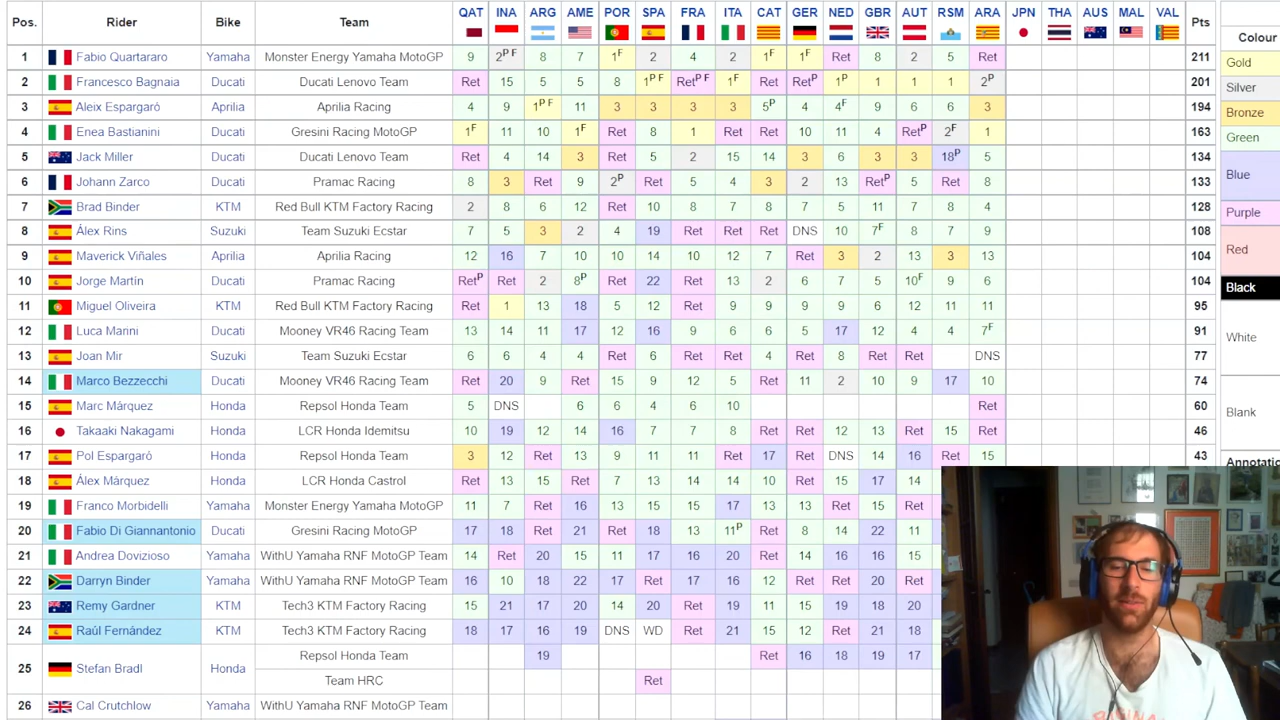 Pos. Rider Bike Team QAT INA ARG AME POR SPA FRA ITA CAT GER NED GBR AUT RSM ARA JPN THA AUS MAL VAL Pts Colour
1 Fabio Quartararo Yamaha Monster Energy Yamaha MotoGP 9 2P F 8 7 1F 2 4 2 1F 1F Ret 8 2 5 Ret 211 Gold
2 Francesco Bagnaia Ducati Ducati Lenovo Team Ret 15 5 5 8 1P F RetP F 1F Ret RetP 1P 1 1 1 2P 201 Silver
3 Aleix Espargaró Aprilia Aprilia Racing 4 9 1P F 11 3 3 3 3 5P 4 4F 9 6 6 3 194 Bronze
4 Enea Bastianini Ducati Gresini Racing MotoGP 1F 11 10 1F Ret 8 1 Ret Ret 10 11 4 RetP 2F 1 163 Green
5 Jack Miller Ducati Ducati Lenovo Team Ret 4 14 3 Ret 5 2 15 14 3 6 3 3 18P 5 134
6 Johann Zarco Ducati Pramac Racing 8 3 Ret 9 2P Ret 5 4 3 2 13 RetP 5 Ret 8 133 Blue
7 Brad Binder KTM Red Bull KTM Factory Racing 2 8 6 12 Ret 10 8 7 8 7 5 11 7 8 4 128 Purple
8 Álex Rins Suzuki Team Suzuki Ecstar 7 5 3 2 4 19 Ret Ret Ret DNS 10 7F 8 7 9 108
9 Maverick Viñales Aprilia Aprilia Racing 12 16 7 10 10 14 10 12 7 Ret 3 2 13 3 13 104 Red
10 Jorge Martín Ducati Pramac Racing RetP Ret 2 8P Ret 22 Ret 13 2 6 7 5 10F 9 6 104 Black
11 Miguel Oliveira KTM Red Bull KTM Factory Racing Ret 1 13 18 5 12 Ret 9 9 9 9 6 12 11 11 95
12 Luca Marini Ducati Mooney VR46 Racing Team 13 14 11 17 12 16 9 6 6 5 17 12 4 4 7F 91 White
13 Joan Mir Suzuki Team Suzuki Ecstar 6 6 4 4 Ret 6 Ret Ret 4 Ret 8 Ret Ret DNS 77
14 Marco Bezzecchi Ducati Mooney VR46 Racing Team Ret 20 9 Ret 15 9 12 5 Ret 11 2 10 9 17 10 74
15 Marc Márquez Honda Repsol Honda Team 5 DNS 6 6 4 6 10 Ret 60 Blank
16 Takaaki Nakagami Honda LCR Honda Idemitsu 10 19 12 14 16 7 7 8 Ret Ret 12 13 Ret 15 Ret 46
17 Pol Espargaró Honda Repsol Honda Team 3 12 Ret 13 9 11 11 Ret 17 Ret DNS 14 16 Ret 15 43 Annotatio
18 Álex Márquez Honda LCR Honda Castrol Ret 13 15 Ret 7 13 14 14 10 Ret 15 17 14
19 Franco Morbidelli Yamaha Monster Energy Yamaha MotoGP 11 7 Ret 16 13 15 15 17 13 13 Ret 15 Ret
20 Fabio Di Giannantonio Ducati Gresini Racing MotoGP 17 18 Ret 21 Ret 18 13 11P Ret 8 14 22 11
21 Andrea Dovizioso Yamaha WithU Yamaha RNF MotoGP Team 14 Ret 20 15 11 17 16 20 Ret 14 16 16 15
22 Darryn Binder Yamaha WithU Yamaha RNF MotoGP Team 16 10 18 22 17 Ret 17 16 12 Ret Ret 20 Ret
23 Remy Gardner KTM Tech3 KTM Factory Racing 15 21 17 20 14 20 Ret 19 11 15 19 18 20
24 Raúl Fernández KTM Tech3 KTM Factory Racing 18 17 16 19 DNS WD Ret 21 15 12 Ret 21 18
25 Stefan Bradl Honda Repsol Honda Team 19 Ret 16 18 19 17
Team HRC Ret
26 Cal Crutchlow Yamaha WithU Yamaha RNF MotoGP Team